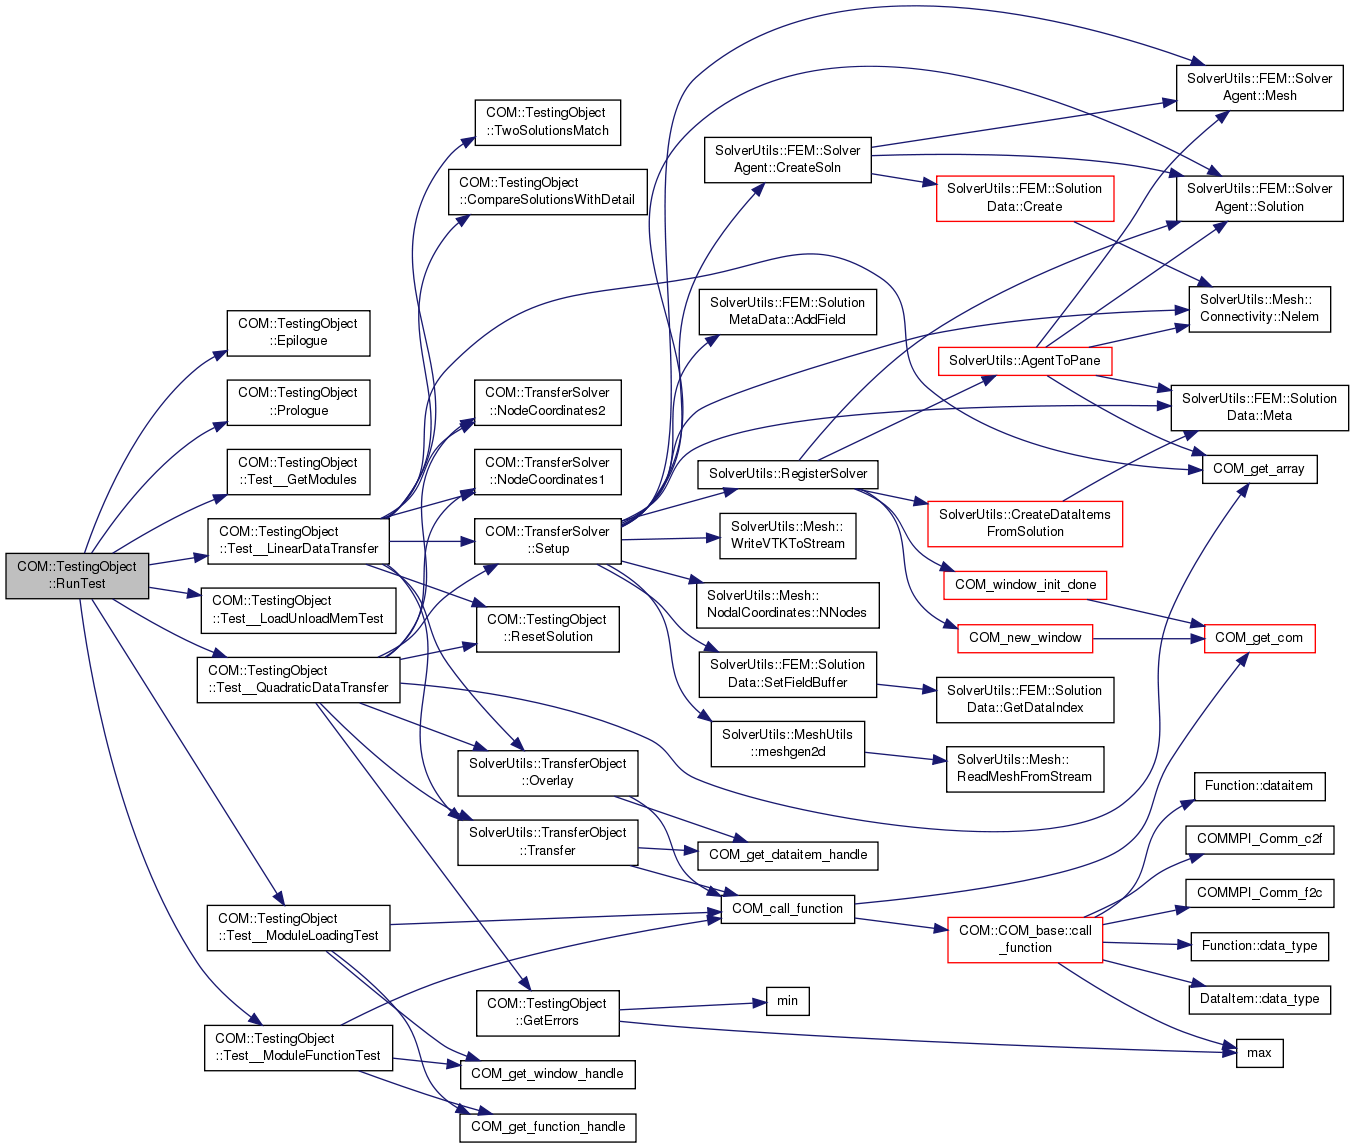 COM::TestingObject
::RunTest
COM::TestingObject
::Epilogue
COM::TestingObject
::Prologue
COM::TestingObject
::Test__GetModules
COM::TestingObject
::Test__LinearDataTransfer
COM::TestingObject
::Test__LoadUnloadMemTest
COM::TestingObject
::Test__QuadraticDataTransfer
COM::TestingObject
::Test__ModuleLoadingTest
COM::TestingObject
::Test__ModuleFunctionTest
COM::TestingObject
::TwoSolutionsMatch
COM::TestingObject
::CompareSolutionsWithDetail
COM::TransferSolver
::NodeCoordinates2
COM::TransferSolver
::NodeCoordinates1
COM::TransferSolver
::Setup
COM::TestingObject
::ResetSolution
SolverUtils::TransferObject
::Overlay
SolverUtils::TransferObject
::Transfer
COM::TestingObject
::GetErrors
COM_get_window_handle
COM_get_function_handle
SolverUtils::FEM::Solver
Agent::CreateSoln
SolverUtils::FEM::Solution
MetaData::AddField
SolverUtils::RegisterSolver
SolverUtils::Mesh::
WriteVTKToStream
SolverUtils::Mesh::
NodalCoordinates::NNodes
SolverUtils::FEM::Solution
Data::SetFieldBuffer
SolverUtils::MeshUtils
::meshgen2d
COM_get_dataitem_handle
COM_call_function
min
SolverUtils::FEM::Solution
Data::Create
SolverUtils::AgentToPane
SolverUtils::CreateDataItems
FromSolution
COM_window_init_done
COM_new_window
SolverUtils::FEM::Solution
Data::GetDataIndex
SolverUtils::Mesh::
ReadMeshFromStream
COM::COM_base::call
_function
SolverUtils::FEM::Solver
Agent::Mesh
SolverUtils::FEM::Solver
Agent::Solution
SolverUtils::Mesh::
Connectivity::Nelem
SolverUtils::FEM::Solution
Data::Meta
COM_get_array
COM_get_com
Function::dataitem
COMMPI_Comm_c2f
COMMPI_Comm_f2c
Function::data_type
DataItem::data_type
max